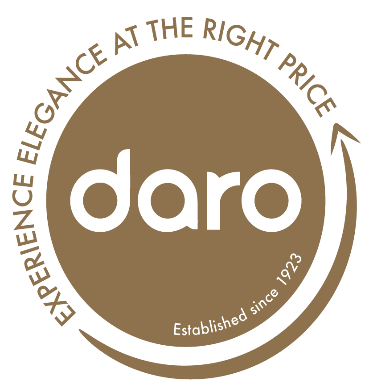 EXPERIENCE ELEGANCE AT THE RIGHT PRICE
daro
Established since 1923